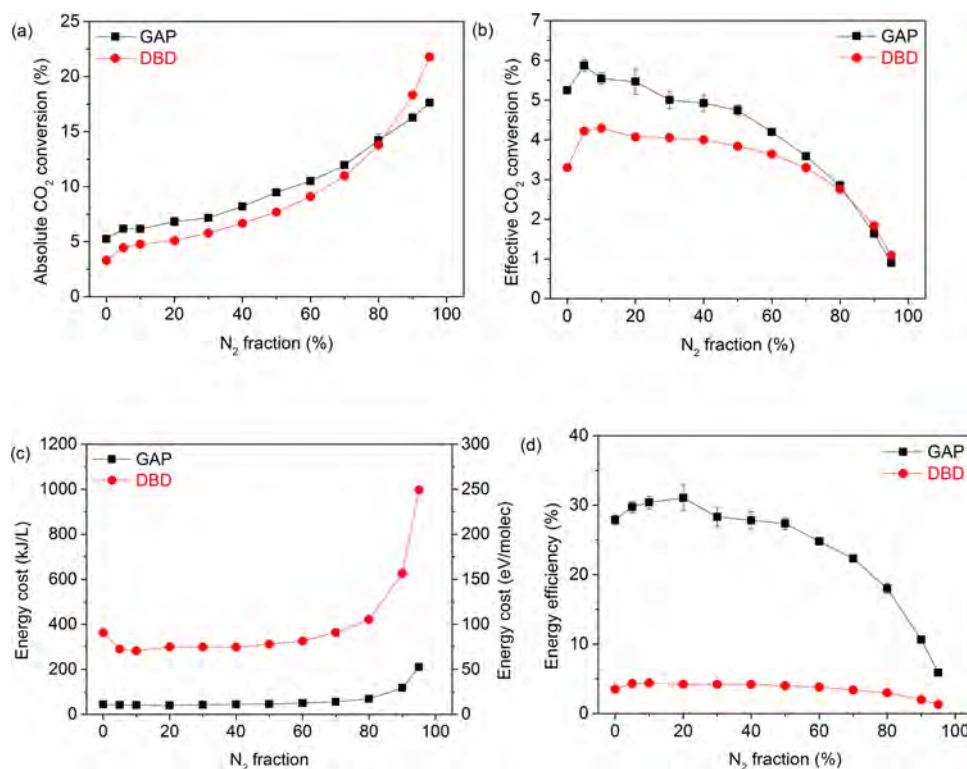 (a)
GAP
DBD
Absolute CO₂ conversion (%)
25
20
15
10
5
0
0 20 40 60 80 100
N₂ fraction (%)
(b)
GAP
DBD
Effective CO₂ conversion (%)
7
6
5
4
3
2
1
0
0 20 40 60 80 100
N₂ fraction (%)
(c)
GAP
DBD
Energy cost (kJ/L)
1200
1000
800
600
400
200
0
300
250
200
150
100
50
0
Energy cost (eV/molec)
0 20 40 60 80 100
N₂ fraction
(d)
GAP
DBD
Energy efficiency (%)
40
30
20
10
0
0 20 40 60 80 100
N₂ fraction (%)